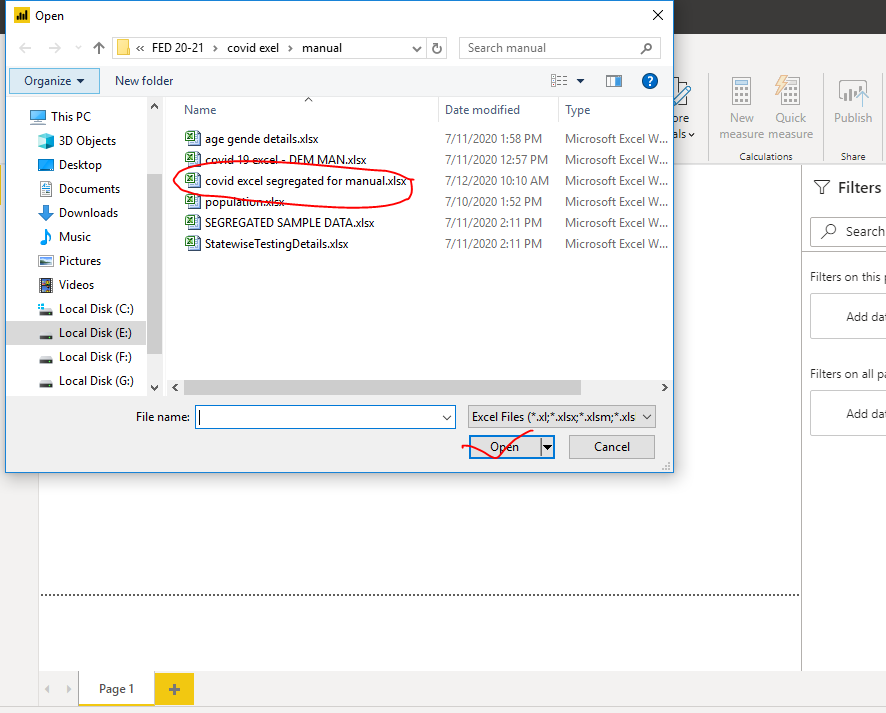 Open
« FED 20-21 › covid exel › manual
Search manual
Organize
New folder
Name
Date modified
Type
This PC
3D Objects
Desktop
Documents
Downloads
Music
Pictures
Videos
Local Disk (C:)
Local Disk (E:)
Local Disk (F:)
Local Disk (G:)
age gende details.xlsx 7/11/2020 1:58 PM Microsoft Excel W...
covid 19 excel - DEM MAN.xlsx 7/11/2020 12:57 PM Microsoft Excel W...
covid excel segregated for manual.xlsx 7/12/2020 10:10 AM Microsoft Excel W...
population.xlsx 7/10/2020 1:52 PM Microsoft Excel W...
SEGREGATED SAMPLE DATA.xlsx 7/11/2020 2:11 PM Microsoft Excel W...
StatewiseTestingDetails.xlsx 7/11/2020 2:11 PM Microsoft Excel W...
File name:
Excel Files (*.xl;*.xlsx;*.xlsm;*.xls
Open
Cancel
ore
als
New
measure
Quick
measure
Calculations
Publish
Share
Filters
Search
Filters on this p
Add dat
Filters on all pa
Add dat
Page 1
+